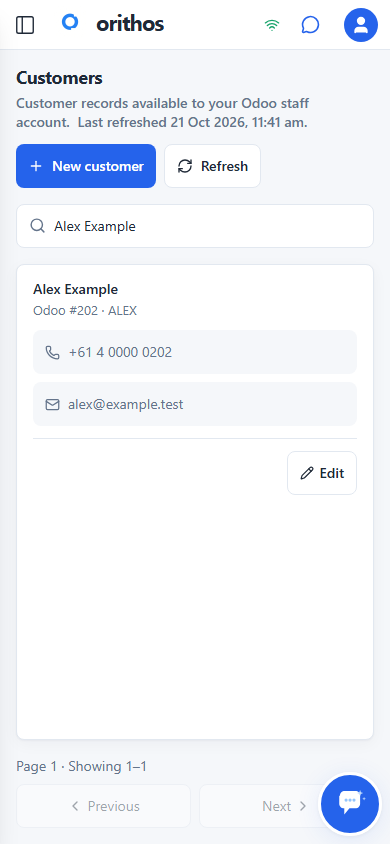 orithos
Customers
Customer records available to your Odoo staff
account. Last refreshed 21 Oct 2026, 11:41 am.
New customer
Refresh
Alex Example
Alex Example
Odoo #202 · ALEX
+61 4 0000 0202
alex@example.test
Edit
Page 1 · Showing 1–1
Previous
Next